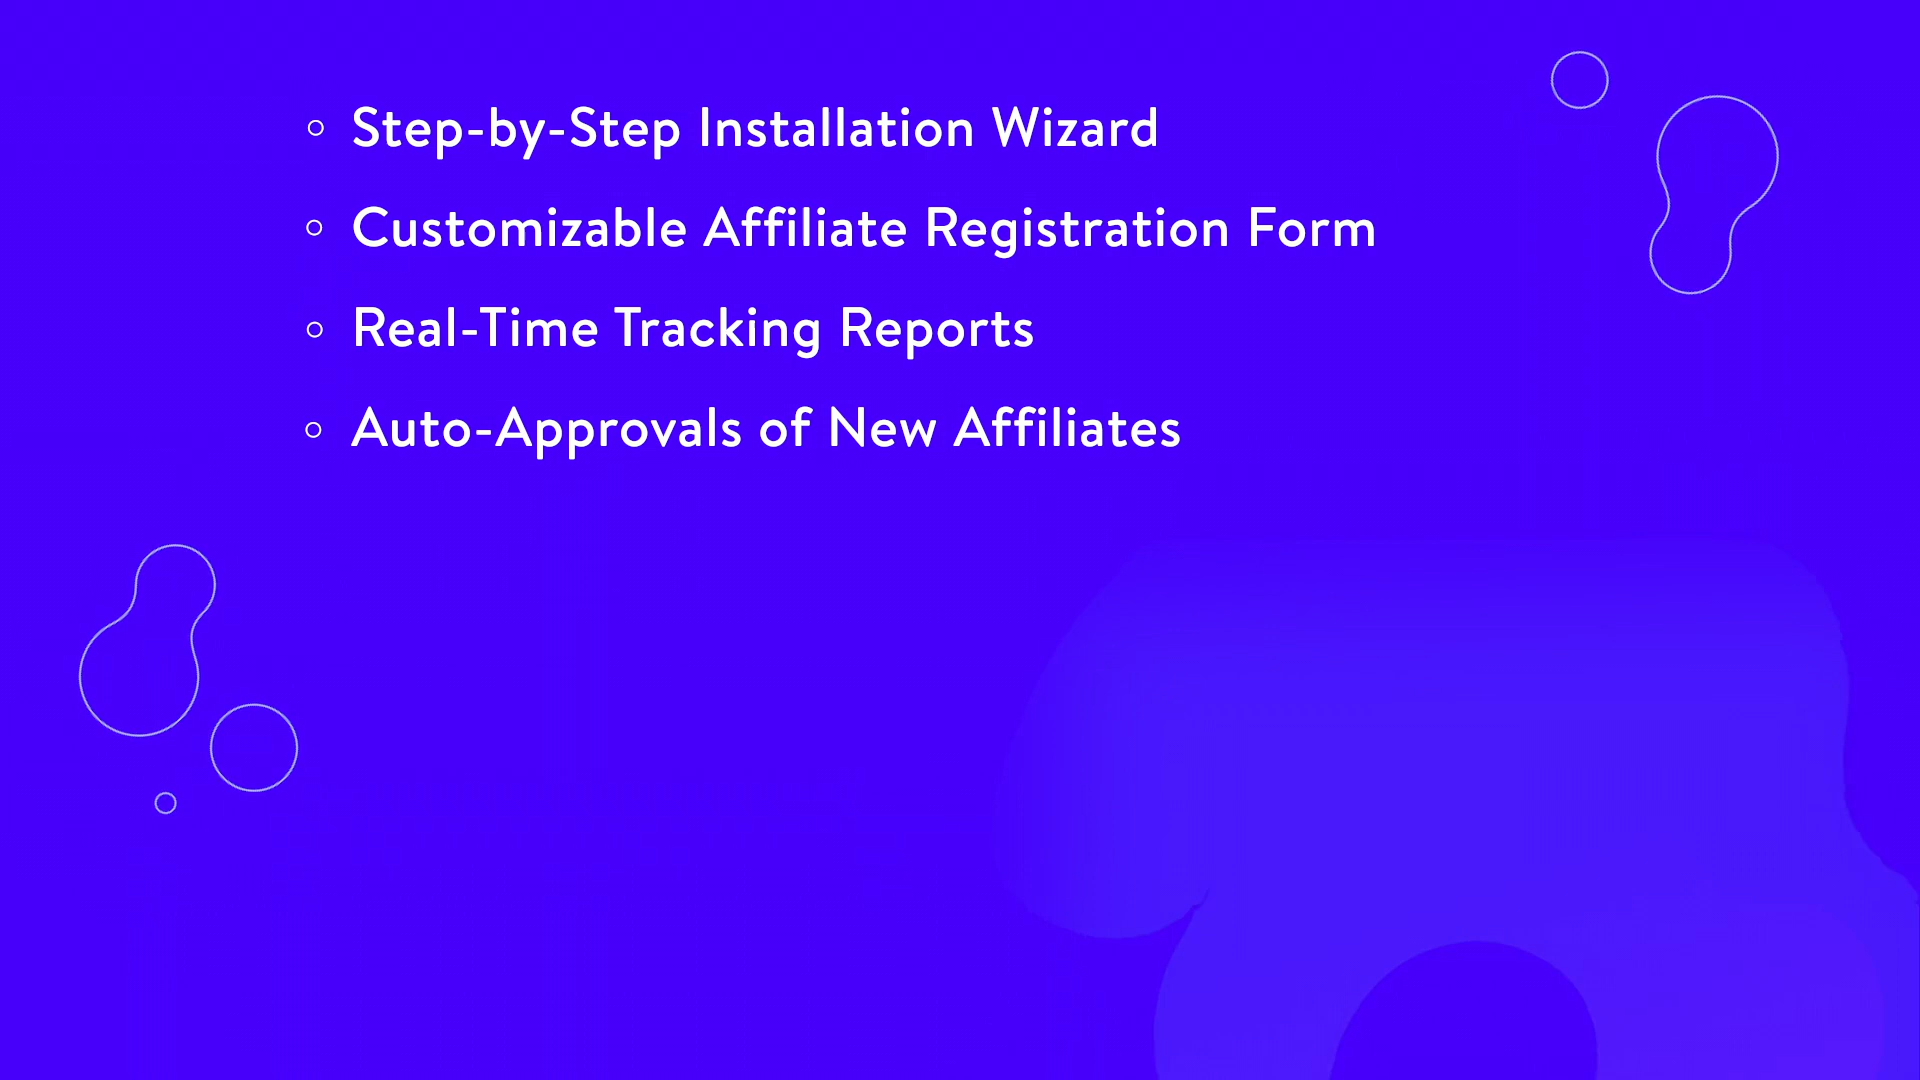 Step-by-Step Installation Wizard
Customizable Affiliate Registration Form
Real-Time Tracking Reports
Auto-Approvals of New Affiliates